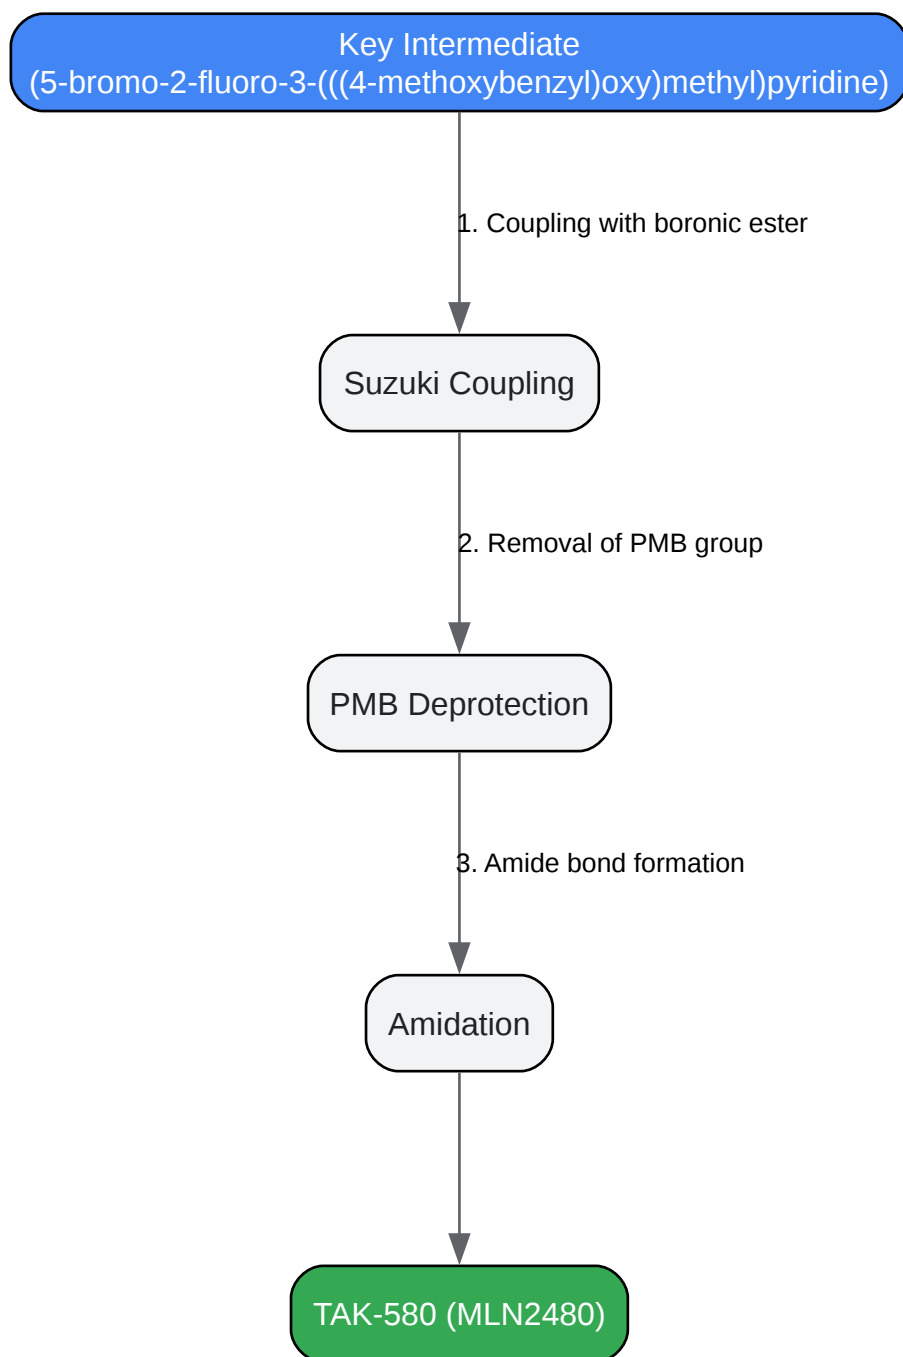 Key Intermediate
(5-bromo-2-fluoro-3-(((4-methoxybenzyl)oxy)methyl)pyridine)
1. Coupling with boronic ester
Suzuki Coupling
2. Removal of PMB group
PMB Deprotection
3. Amide bond formation
Amidation
TAK-580 (MLN2480)